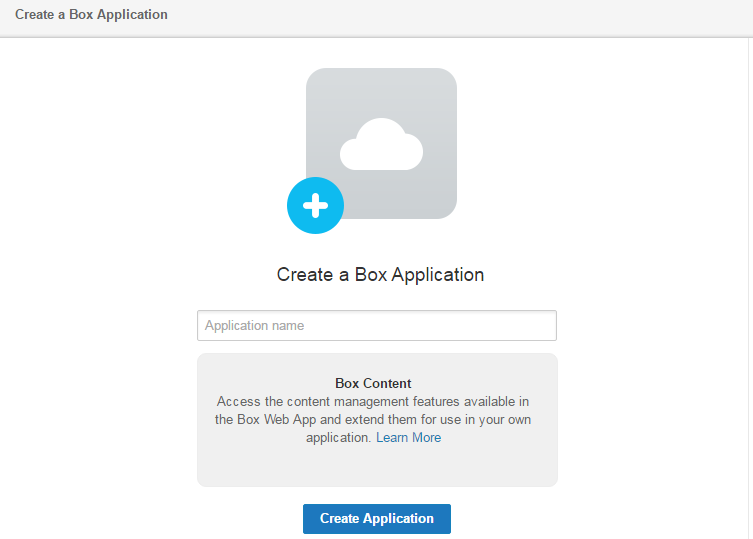 Create a Box Application
Create a Box Application
Application name
Box Content
Access the content management features available in
the Box Web App and extend them for use in your own
application. Learn More
Create Application